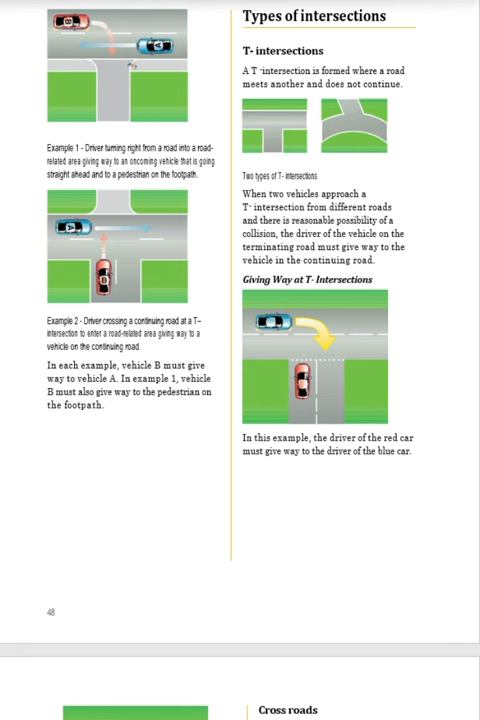 B
A
Example 1 - Driver turning right from a road into a road-
related area giving way to an oncoming vehicle that is going
straight ahead and to a pedestrian on the footpath.
A
B
Example 2 - Driver crossing a continuing road at a T–
intersection to enter a road-related area giving way to a
vehicle on the continuing road.
In each example, vehicle B must give
way to vehicle A. In example 1, vehicle
B must also give way to the pedestrian on
the footpath.
Types of intersections
T- intersections
A T -intersection is formed where a road
meets another and does not continue.
Two types of T- intersections
When two vehicles approach a
T- intersection from different roads
and there is reasonable possibility of a
collision, the driver of the vehicle on the
terminating road must give way to the
vehicle in the continuing road.
Giving Way at T- Intersections
In this example, the driver of the red car
must give way to the driver of the blue car.
48
Cross roads